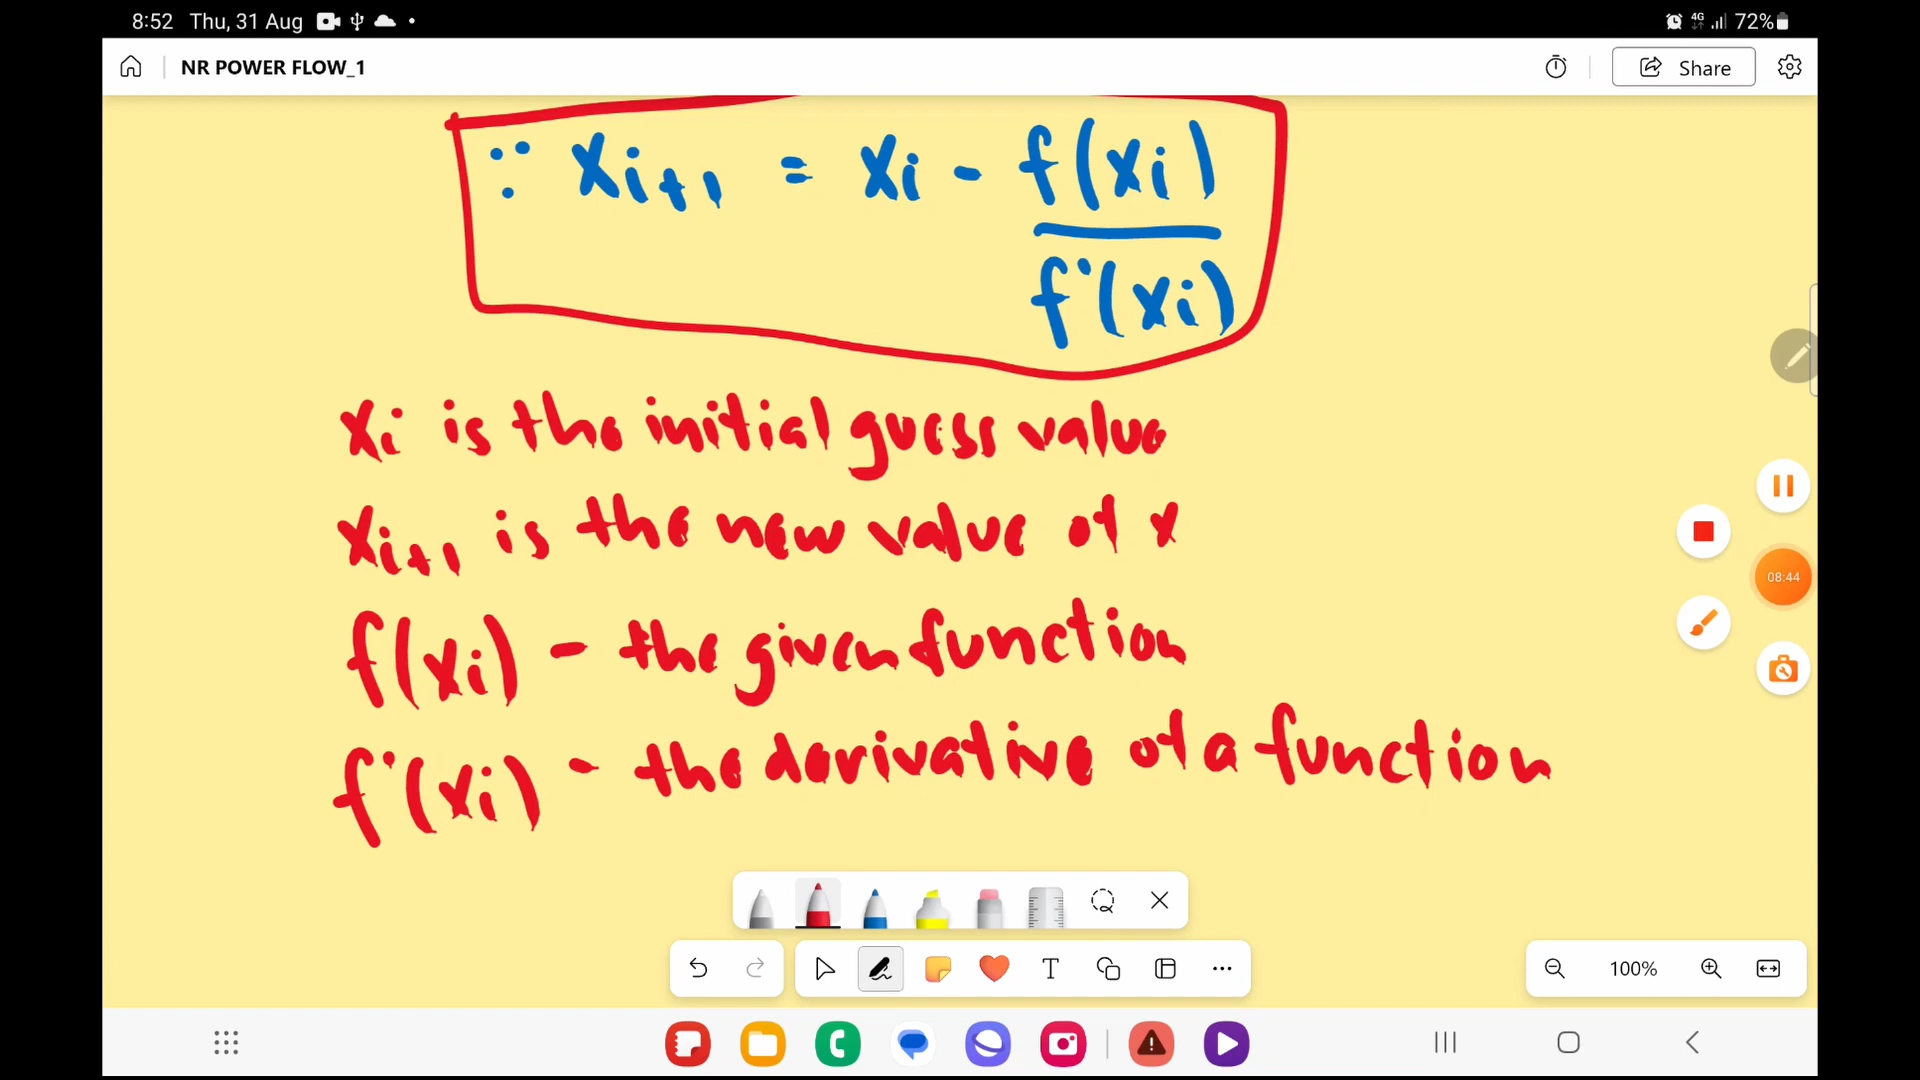 8:52 Thu, 31 Aug 4G 72%
NR POWER FLOW_1 Share
∵ xi+1 = xi - f(xi)
f'(xi)
xi is the initial guess value
xi+1 is the new value of x
f(xi) - the given function
f'(xi) - the derivative of a function
08:44
T
100%